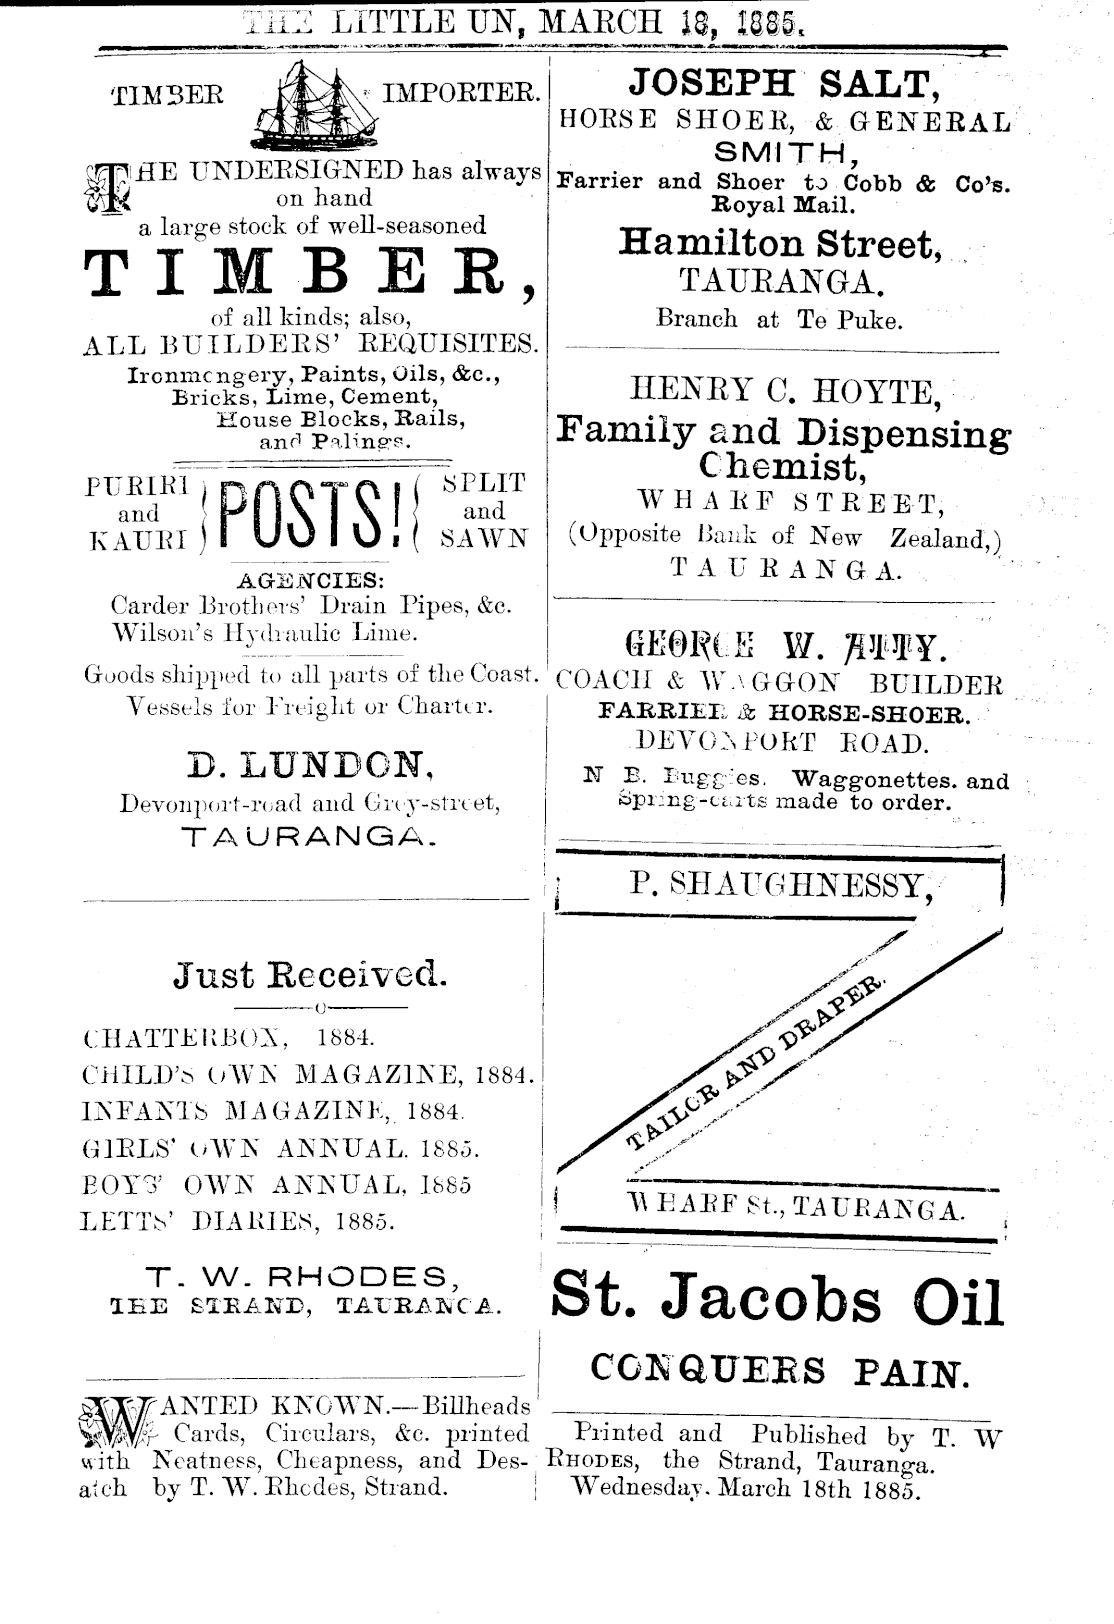 THE LITTLE UN, MARCH 18, 1885.
TIMBER IMPORTER.
THE UNDERSIGNED has always
on hand
a large stock of well-seasoned
TIMBER,
of all kinds; also,
ALL BUILDERS' REQUISITES.
Ironmongery, Paints, Oils, &c.,
Bricks, Lime, Cement,
House Blocks, Rails,
and Palings.
PURIRI and KAURI
POSTS!
SPLIT and SAWN
AGENCIES:
Carder Brothers' Drain Pipes, &c.
Wilson's Hydraulic Lime.
Goods shipped to all parts of the Coast.
Vessels for Freight or Charter.
D. LUNDON,
Devonport-road and Grey-street,
TAURANGA.
Just Received.
CHATTERBOX, 1884.
CHILD'S OWN MAGAZINE, 1884.
INFANTS MAGAZINE, 1884.
GIRLS' OWN ANNUAL. 1885.
BOYS' OWN ANNUAL, 1885
LETTS' DIARIES, 1885.
T. W. RHODES,
THE STRAND, TAURANGA.
WANTED KNOWN.—Billheads
Cards, Circulars, &c. printed
with Neatness, Cheapness, and Des-
atch by T. W. Rhodes, Strand.
JOSEPH SALT,
HORSE SHOER, & GENERAL
SMITH,
Farrier and Shoer to Cobb & Co's.
Royal Mail.
Hamilton Street,
TAURANGA.
Branch at Te Puke.
HENRY C. HOYTE,
Family and Dispensing
Chemist,
WHARF STREET,
(Opposite Bank of New Zealand,)
TAURANGA.
GEORGE W. ATTY.
COACH & WAGGON BUILDER
FARRIER & HORSE-SHOER.
DEVONPORT ROAD.
N B. Buggies. Waggonettes. and
Spring-carts made to order.
P. SHAUGHNESSY,
TAILOR AND DRAPER.
WHARF St., TAURANGA.
St. Jacobs Oil
CONQUERS PAIN.
Printed and Published by T. W
RHODES, the Strand, Tauranga.
Wednesday. March 18th 1885.